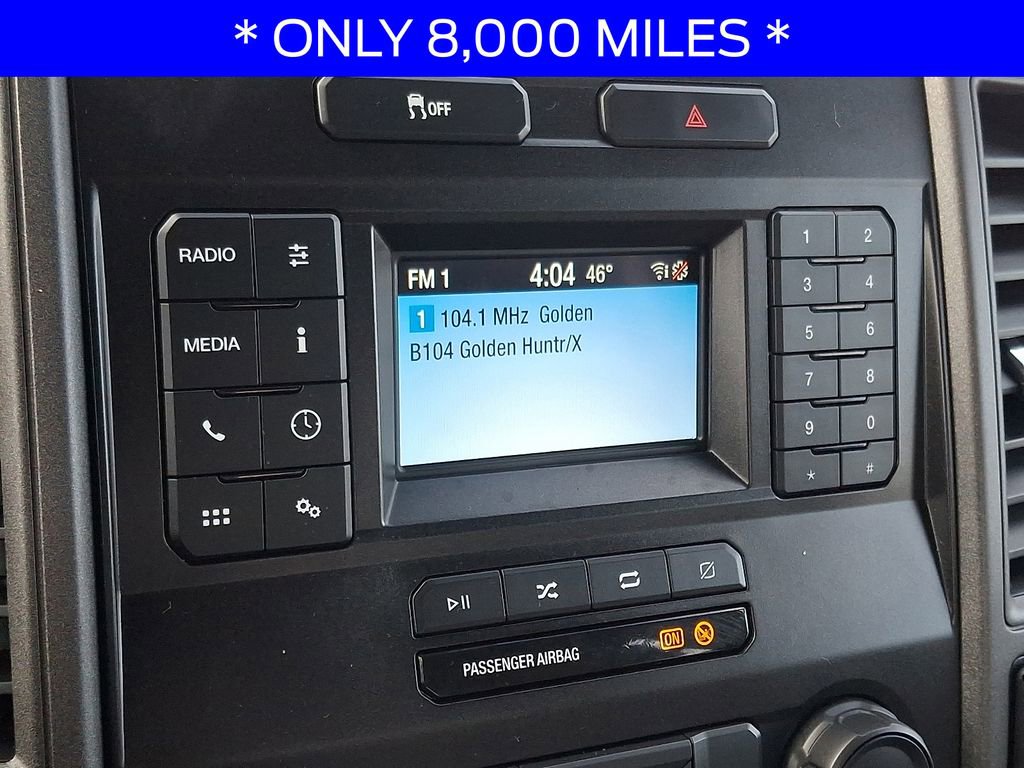 * ONLY 8,000 MILES *
OFF
RADIO
MEDIA
i
FM 1 4:04 46°
1 104.1 MHz Golden
B104 Golden Huntr/X
1 2
3 4
5 6
7 8
9 0
* #
PASSENGER AIRBAG ON